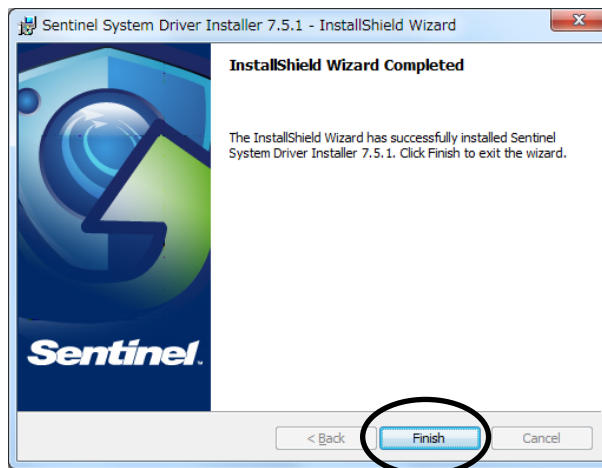 Sentinel System Driver Installer 7.5.1 - InstallShield Wizard
InstallShield Wizard Completed
The InstallShield Wizard has successfully installed Sentinel
System Driver Installer 7.5.1. Click Finish to exit the wizard.
Sentinel.
< Back
Finish
Cancel